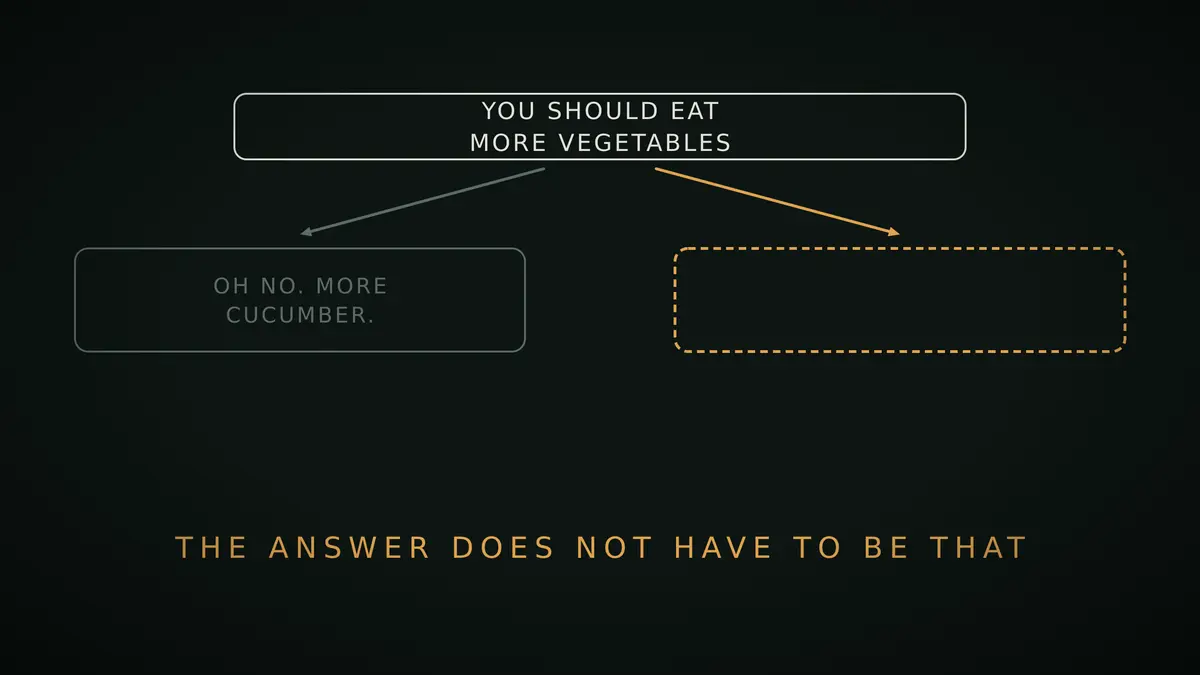 YOU SHOULD EAT
MORE VEGETABLES
OH NO. MORE
CUCUMBER.
THE ANSWER DOES NOT HAVE TO BE THAT